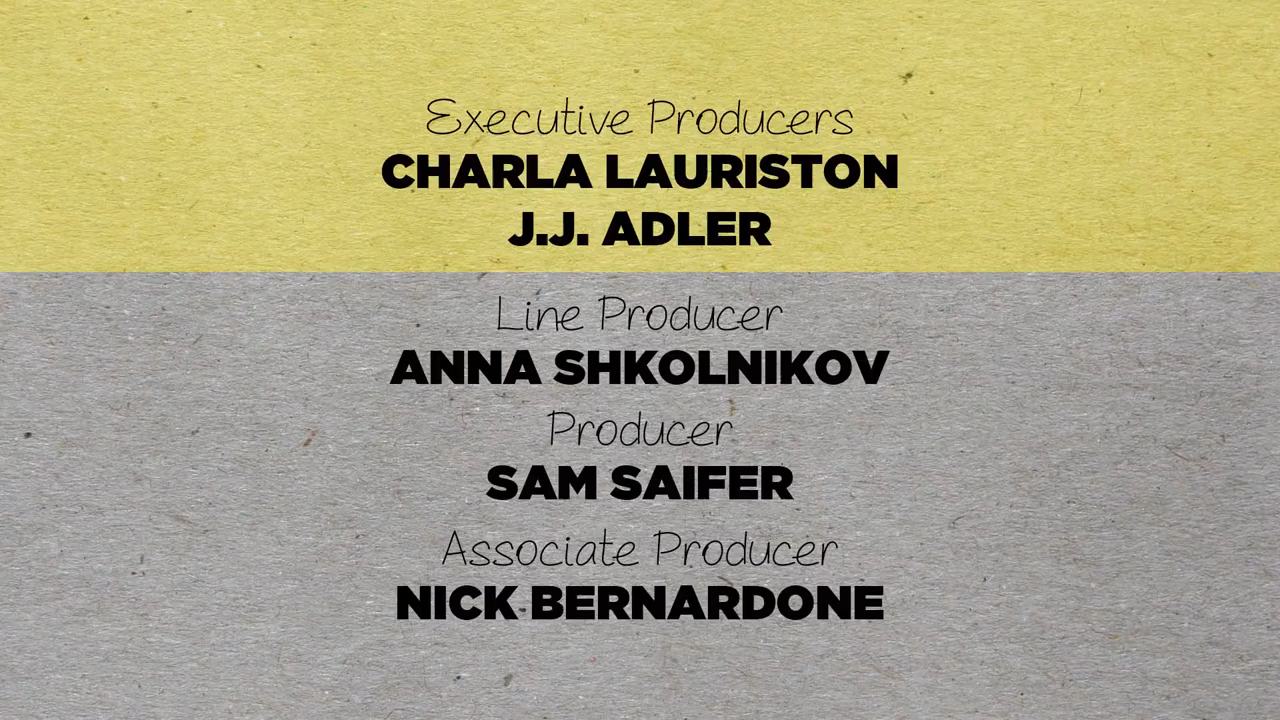 Executive Producers
CHARLA LAURISTON
J.J. ADLER
Line Producer
ANNA SHKOLNIKOV
Producer
SAM SAIFER
Associate Producer
NICK BERNARDONE